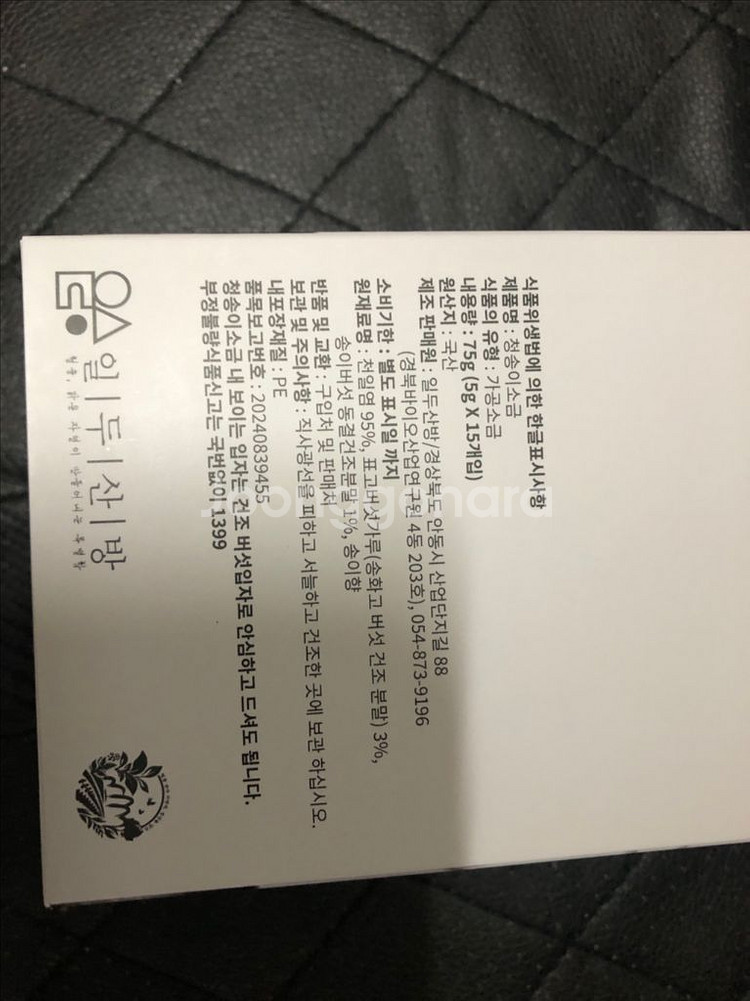 식품위생법에 의한 한글표시사항
제품명 : 청송이소금
식품의 유형 : 가공소금
내용량 : 75g (5g X 15개입)
원산지 : 국산
제조 판매원 : 일두산방/경상북도 안동시 산업단지길 88
(경북바이오산업연구원 4동 203호), 054-873-9196
소비기한 : 별도 표시일 까지
원재료명 : 천일염 95%, 표고버섯가루(송화고 버섯 건조 분말) 3%,
송이버섯 동결건조분말 1%, 송이향
반품 및 교환 : 구입처 및 판매처
보관 및 주의사항 : 직사광선을 피하고 서늘하고 건조한 곳에 보관 하십시오.
내포장재질 : PE
품목보고번호 : 20240839455
청송이소금 내 보이는 입자는 건조 버섯입자로 안심하고 드셔도 됩니다.
부정불량식품신고는 국번없이 1399
일|두|산|방
joonggonara